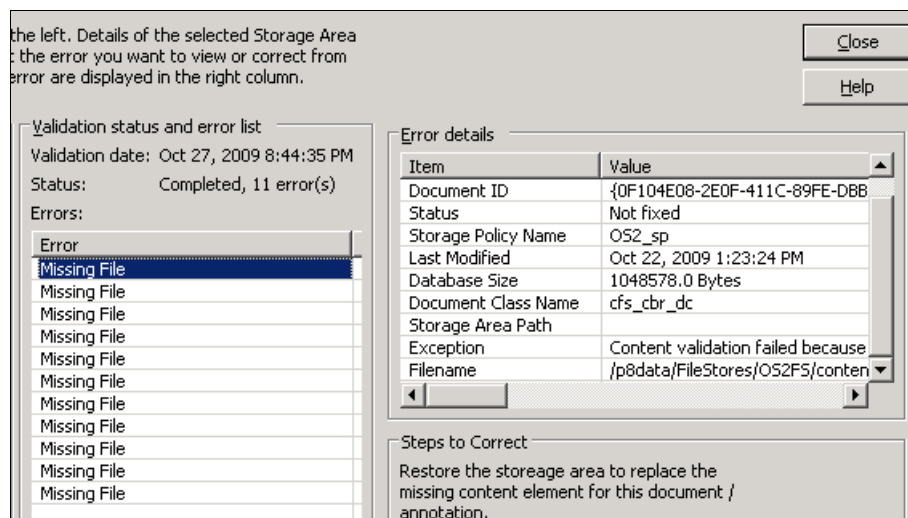 the left. Details of the selected Storage Area
the error you want to view or correct from
error are displayed in the right column.
Close
Help
Validation status and error list
Validation date: Oct 27, 2009 8:44:35 PM
Status: Completed, 11 error(s)
Errors:
Error
Missing File
Missing File
Missing File
Missing File
Missing File
Missing File
Missing File
Missing File
Missing File
Missing File
Missing File
Error details
Item Value
Document ID {0F104E08-2E0F-411C-89FE-DBB
Status Not fixed
Storage Policy Name OS2_sp
Last Modified Oct 22, 2009 1:23:24 PM
Database Size 1048578.0 Bytes
Document Class Name cfs_cbr_dc
Storage Area Path
Exception Content validation failed because
Filename /p8data/FileStores/OS2FS/conten
Steps to Correct
Restore the storeage area to replace the
missing content element for this document /
annotation.